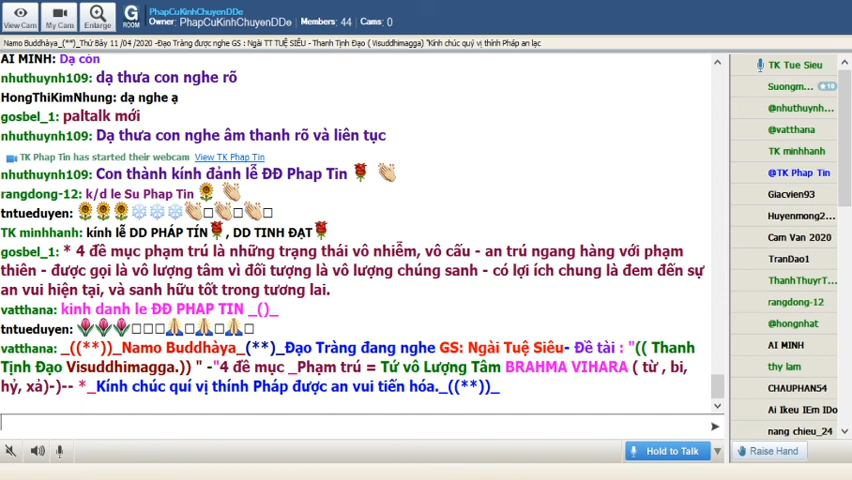 PhapCuKinhChuyenDDe
Owner: PhapCuKinhChuyenDDe Members: 44 Cams: 0
View Cam My Cam Enlarge G ROOM
Namo Buddhàya_(**)_Thứ Bảy 11 /04 /2020 -Đạo Tràng được nghe GS : Ngài TT TUỆ SIÊU - Thanh Tịnh Đạo ( Visuddhimagga) "Kính chúc quý vị thính Pháp an lạc
AI MINH: Dạ còn
nhuthuynh109: dạ thưa con nghe rõ
HongThiKimNhung: dạ nghe ạ
gosbel_1: paltalk mới
nhuthuynh109: Dạ thưa con nghe âm thanh rõ và liên tục
TK Phap Tin has started their webcam View TK Phap Tin
nhuthuynh109: Con thành kính đảnh lễ ĐĐ Phap Tin 🌹 👏
rangdong-12: k/d le Su Phap Tin 🌻 👏
tntueduyen: 🌻🌻🌻❄❄❄👏□👏□👏□
TK minhhanh: kính lễ DD PHÁP TÍN🌹, DD TINH ĐẠT🌹
gosbel_1: * 4 đề mục phạm trú là những trạng thái vô nhiễm, vô cấu - an trú ngang hàng với phạm
thiên - được gọi là vô lượng tâm vì đối tượng là vô lượng chúng sanh - có lợi ích chung là đem đến sự
an vui hiện tại, và sanh hữu tốt trong tương lai.
vatthana: kinh danh le ĐĐ PHAP TIN _()_
tntueduyen: 🌷🌷🌷□□□🙏□🙏□🙏□
vatthana: _((**))_Namo Buddhàya_(**)_Đạo Tràng đang nghe GS: Ngài Tuệ Siêu- Đề tài : "(( Thanh
Tịnh Đạo Visuddhimagga.)) " -"4 đề mục _Phạm trú = Tứ vô Lượng Tâm BRAHMA VIHARA ( từ , bi,
hỷ, xả)-)-- *_Kính chúc quí vị thính Pháp được an vui tiến hóa._((**))_
Hold to Talk
Raise Hand
TK Tue Sieu
Suongm... 10
@nhuthuynh...
@vatthana
TK minhhanh
@TK Phap Tin
Giacvien93
Huyenmong2...
Cam Van 2020
TranDao1
ThanhThuyrT...
rangdong-12
@hongnhat
AI MINH
thy lam
CHAUPHAN54
Ai Ikeu IEm IDo
nang chieu_24